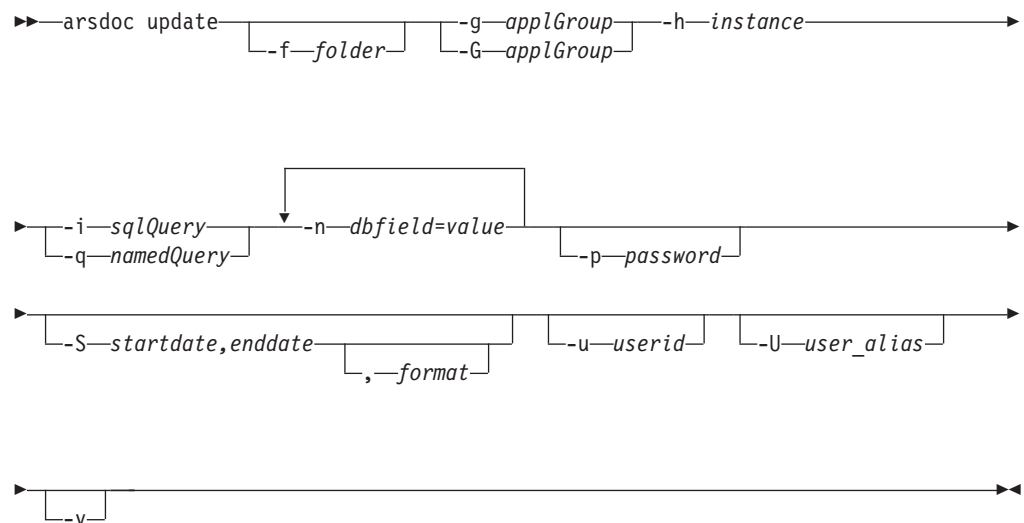 arsdoc update -g applGroup -h instance
-f folder -G applGroup
-i sqlQuery -n dbfield=value
-q namedQuery -p password
-S startdate,enddate -u userid -U user_alias
, format
-v